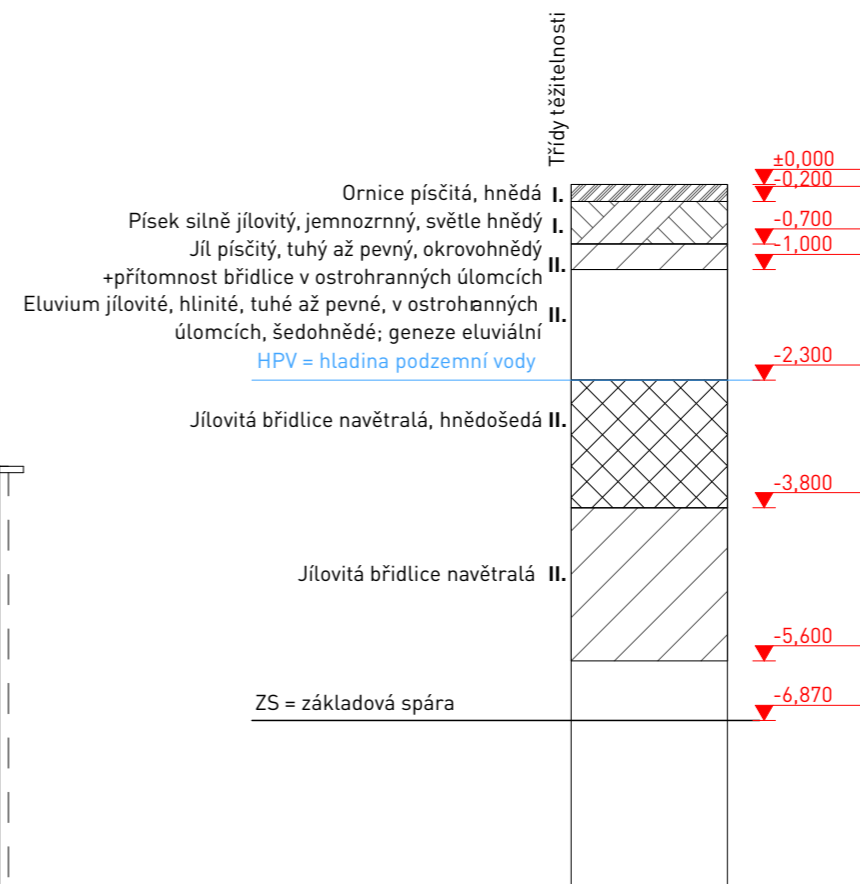 Třídy těžitelnosti
±0,000
Ornice písčitá, hnědá I.
-0,200
Písek silně jílovitý, jemnozrnný, světle hnědý I.
-0,700
Jíl písčitý, tuhý až pevný, okrovohnědý
+přítomnost břidlice v ostrohranných úlomcích II.
-1,000
Eluvium jílovité, hlinité, tuhé až pevné, v ostrohranných
úlomcích, šedohnědé; geneze eluviální II.
HPV = hladina podzemní vody
-2,300
Jílovitá břidlice navětralá, hnědošedá II.
-3,800
Jílovitá břidlice navětralá II.
-5,600
ZS = základová spára
-6,870